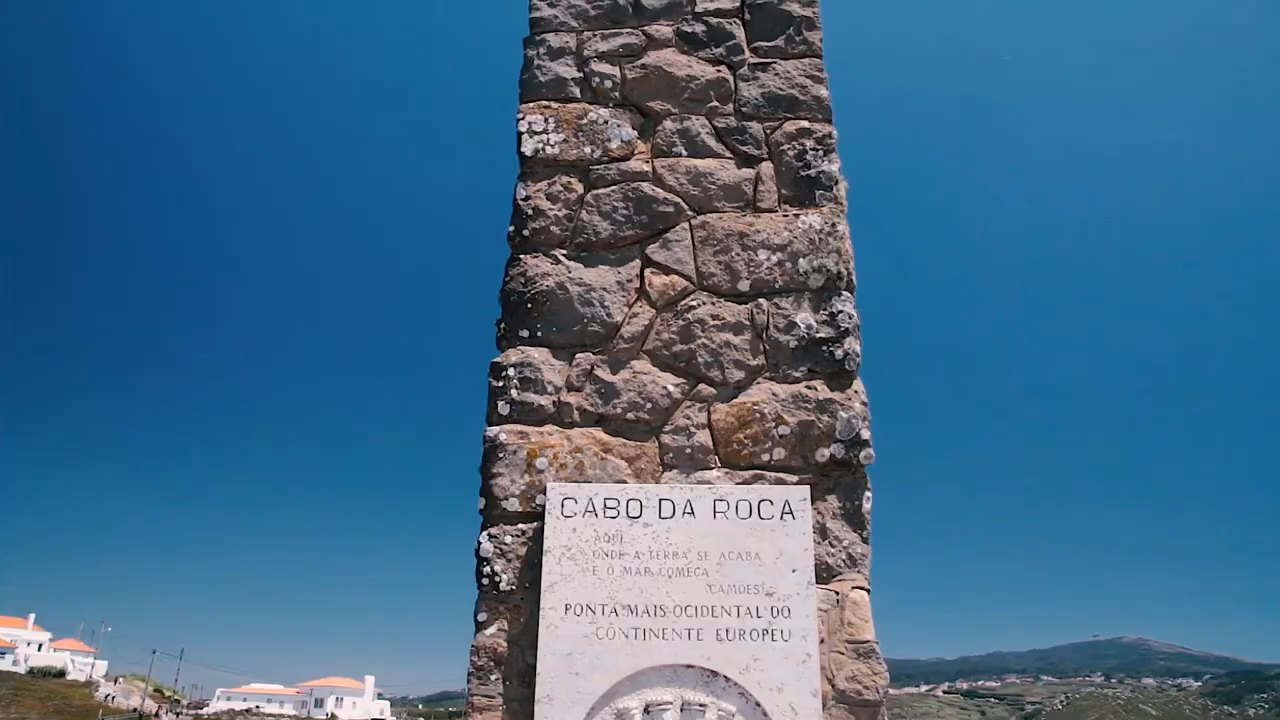 CABO DA ROCA
AQUI
ONDE A TERRA SE ACABA
E O MAR COMEÇA
(CAMÕES)
PONTA MAIS OCIDENTAL DO
CONTINENTE EUROPEU